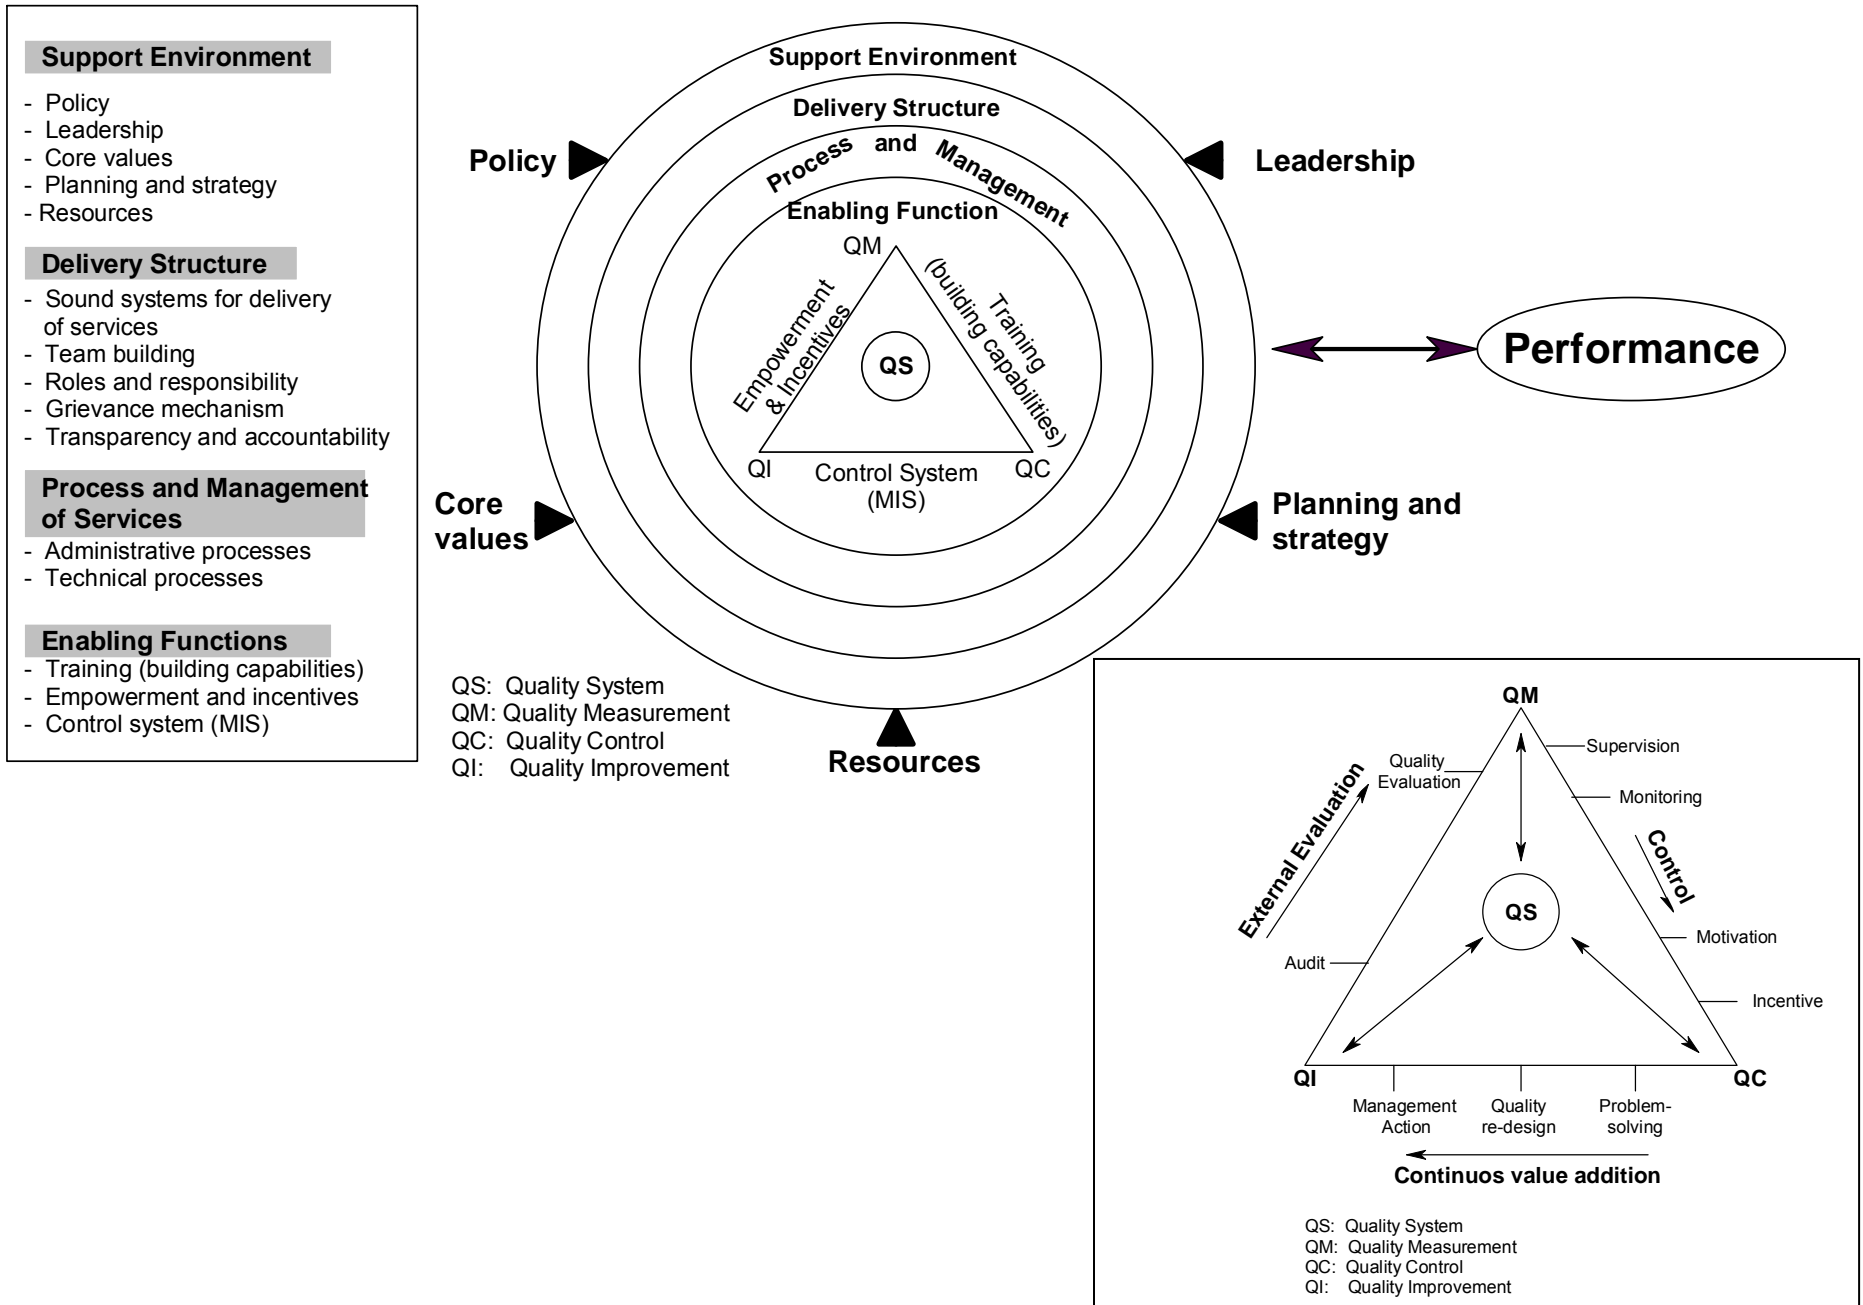 Support Environment
- Policy
- Leadership
- Core values
- Planning and strategy
- Resources
Delivery Structure
- Sound systems for delivery
of services
- Team building
- Roles and responsibility
- Grievance mechanism
- Transparency and accountability
Process and Management
of Services
- Administrative processes
- Technical processes
Enabling Functions
- Training (building capabilities)
- Empowerment and incentives
- Control system (MIS)
Support Environment
Delivery Structure
Process and Management
Enabling Function
QM
Empowerment
& Incentives
Training
(building capabilities)
QS
QI
QC
Control System
(MIS)
Policy
Leadership
Core
values
Planning and
strategy
Resources
Performance
QS: Quality System
QM: Quality Measurement
QC: Quality Control
QI: Quality Improvement
QM
Supervision
Quality
Evaluation
Monitoring
External Evaluation
Control
QS
Motivation
Audit
Incentive
QI
QC
Management
Action
Quality
re-design
Problem-
solving
Continuos value addition
QS: Quality System
QM: Quality Measurement
QC: Quality Control
QI: Quality Improvement